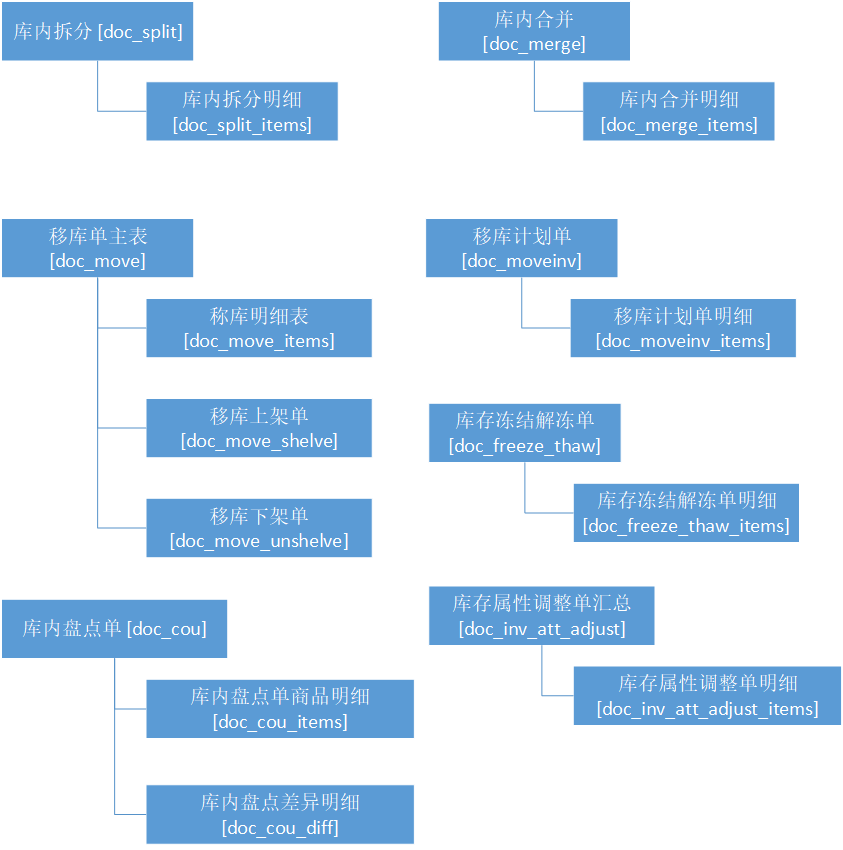 库内拆分 [doc_split]
库内拆分明细
[doc_split_items]
库内合并
[doc_merge]
库内合并明细
[doc_merge_items]
移库单主表
[doc_move]
称库明细表
[doc_move_items]
移库上架单
[doc_move_shelve]
移库下架单
[doc_move_unshelve]
移库计划单
[doc_moveinv]
移库计划单明细
[doc_moveinv_items]
库存冻结解冻单
[doc_freeze_thaw]
库存冻结解冻单明细
[doc_freeze_thaw_items]
库内盘点单 [doc_cou]
库内盘点单商品明细
[doc_cou_items]
库内盘点差异明细
[doc_cou_diff]
库存属性调整单汇总
[doc_inv_att_adjust]
库存属性调整单明细
[doc_inv_att_adjust_items]